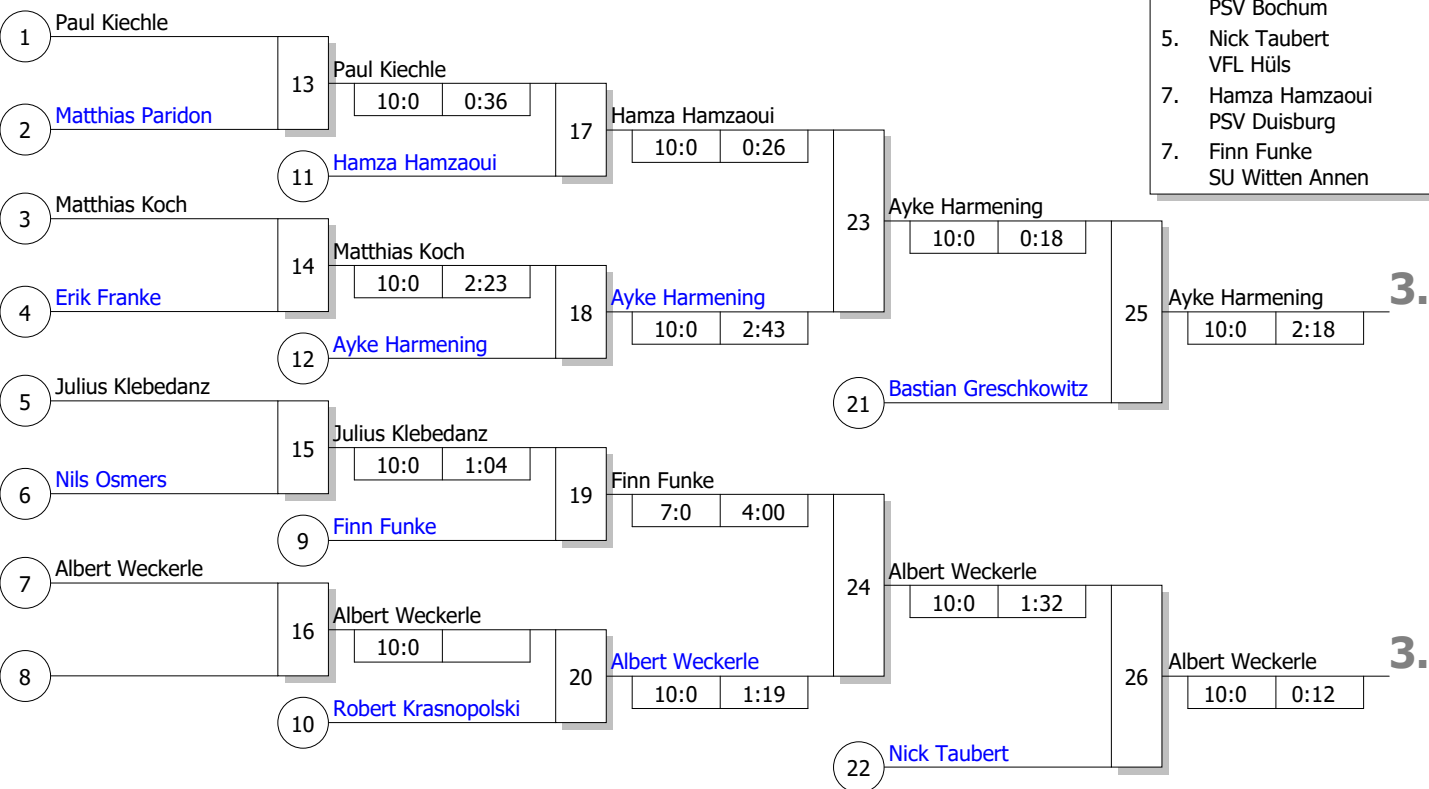 PSV Bochum
5. Nick Taubert
VFL Hüls
7. Hamza Hamzaoui
PSV Duisburg
7. Finn Funke
SU Witten Annen
1 Paul Kiechle
13 Paul Kiechle
10:0 0:36
2 Matthias Paridon
17 Hamza Hamzaoui
10:0 0:26
11 Hamza Hamzaoui
3 Matthias Koch
23 Ayke Harmening
10:0 0:18
14 Matthias Koch
10:0 2:23
4 Erik Franke
18 Ayke Harmening
10:0 2:43
12 Ayke Harmening
25 Ayke Harmening 3.
10:0 2:18
21 Bastian Greschkowitz
5 Julius Klebedanz
15 Julius Klebedanz
10:0 1:04
6 Nils Osmers
19 Finn Funke
7:0 4:00
9 Finn Funke
7 Albert Weckerle
24 Albert Weckerle
10:0 1:32
16 Albert Weckerle
10:0
8
20 Albert Weckerle
10:0 1:19
10 Robert Krasnopolski
26 Albert Weckerle 3.
10:0 0:12
22 Nick Taubert